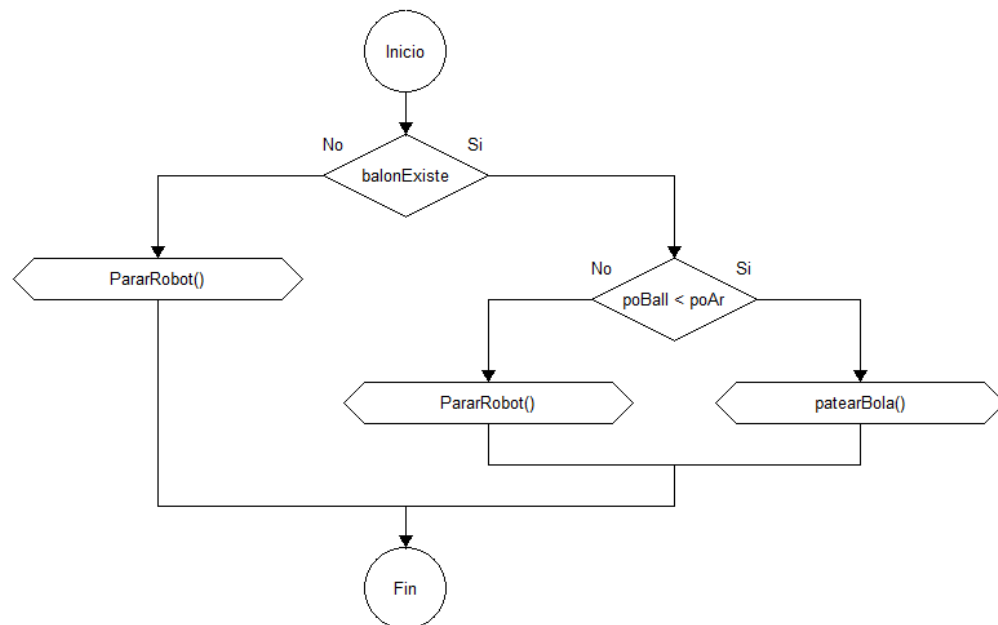 Inicio
No
Si
balonExiste
PararRobot()
No
Si
poBall < poAr
PararRobot()
patearBola()
Fin